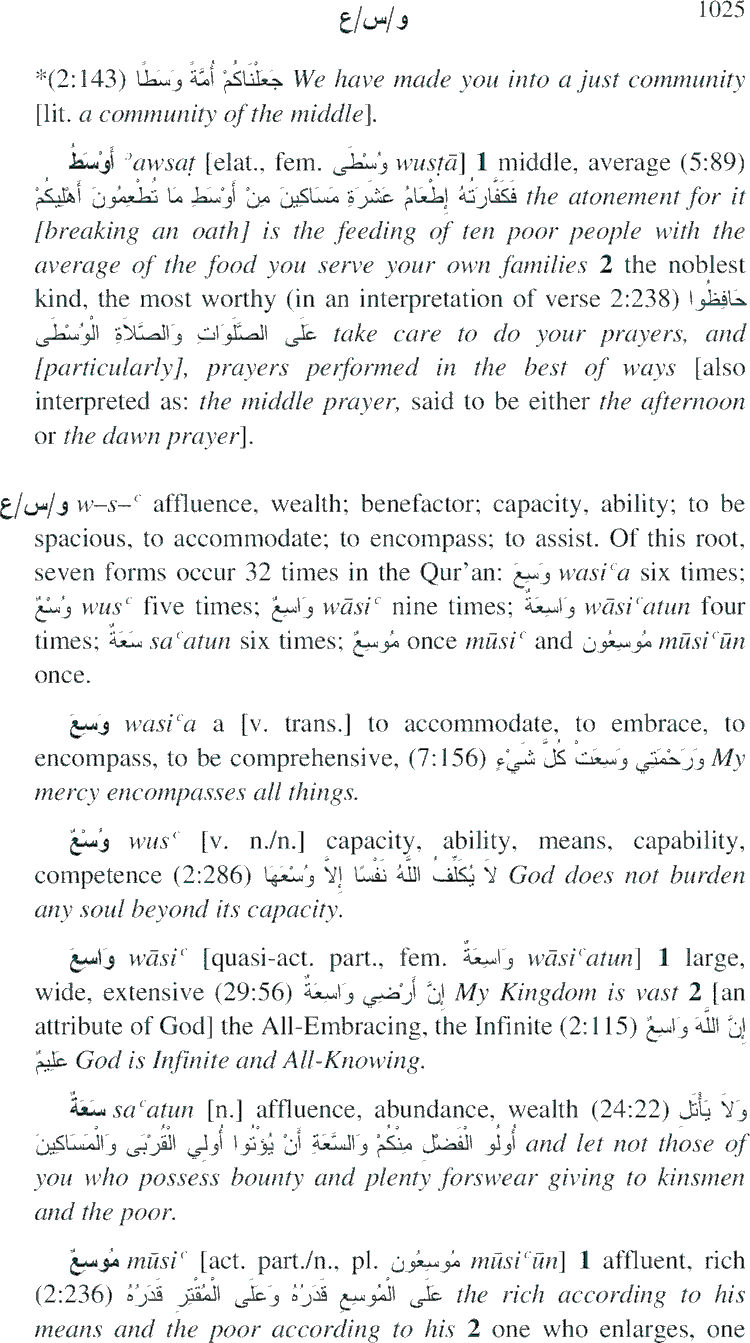 و/س/ع 1025
*(2:143) جَعَلْنَاكُمْ أُمَّةً وَسَطًا We have made you into a just community
[lit. a community of the middle].
أَوْسَطُ ʾawsaṭ [elat., fem. وُسْطَى wusṭā] 1 middle, average (5:89)
فَكَفَّارَتُهُ إِطْعَامُ عَشَرَةِ مَسَاكِينَ مِنْ أَوْسَطِ مَا تُطْعِمُونَ أَهْلِيكُمْ the atonement for it
[breaking an oath] is the feeding of ten poor people with the
average of the food you serve your own families 2 the noblest
kind, the most worthy (in an interpretation of verse 2:238) حَافِظُوا
عَلَى الصَّلَوَاتِ وَالصَّلاَةِ الْوُسْطَى take care to do your prayers, and
[particularly], prayers performed in the best of ways [also
interpreted as: the middle prayer, said to be either the afternoon
or the dawn prayer].
و/س/ع w–s–ʿ affluence, wealth; benefactor; capacity, ability; to be
spacious, to accommodate; to encompass; to assist. Of this root,
seven forms occur 32 times in the Qur'an: وَسِعَ wasiʿa six times;
وُسْعٌ wusʿ five times; وَاسِعٌ wāsiʿ nine times; وَاسِعَةٌ wāsiʿatun four
times; سَعَةٌ saʿatun six times; مُوسِعٌ once mūsiʿ and مُوسِعُون mūsiʿūn
once.
وَسِعَ wasiʿa a [v. trans.] to accommodate, to embrace, to
encompass, to be comprehensive, (7:156) وَرَحْمَتِي وَسِعَتْ كُلَّ شَيْءٍ My
mercy encompasses all things.
وُسْعٌ wusʿ [v. n./n.] capacity, ability, means, capability,
competence (2:286) لاَ يُكَلِّفُ اللَّهُ نَفْسًا إِلاَّ وُسْعَهَا God does not burden
any soul beyond its capacity.
وَاسِعَ wāsiʿ [quasi-act. part., fem. وَاسِعَةٌ wāsiʿatun] 1 large,
wide, extensive (29:56) إِنَّ أَرْضِي وَاسِعَةٌ My Kingdom is vast 2 [an
attribute of God] the All-Embracing, the Infinite (2:115) إِنَّ اللَّهَ وَاسِعٌ
عَلِيمٌ God is Infinite and All-Knowing.
سَعَةٌ saʿatun [n.] affluence, abundance, wealth (24:22) وَلاَ يَأْتَلِ
أُولُو الْفَضْلِ مِنْكُمْ وَالسَّعَةِ أَنْ يُؤْتُوا أُولِي الْقُرْبَى وَالْمَسَاكِينَ and let not those of
you who possess bounty and plenty forswear giving to kinsmen
and the poor.
مُوسِعٌ mūsiʿ [act. part./n., pl. مُوسِعُون mūsiʿūn] 1 affluent, rich
(2:236) عَلَى الْمُوسِعِ قَدَرُهُ وَعَلَى الْمُقْتِرِ قَدَرُهُ the rich according to his
means and the poor according to his 2 one who enlarges, one